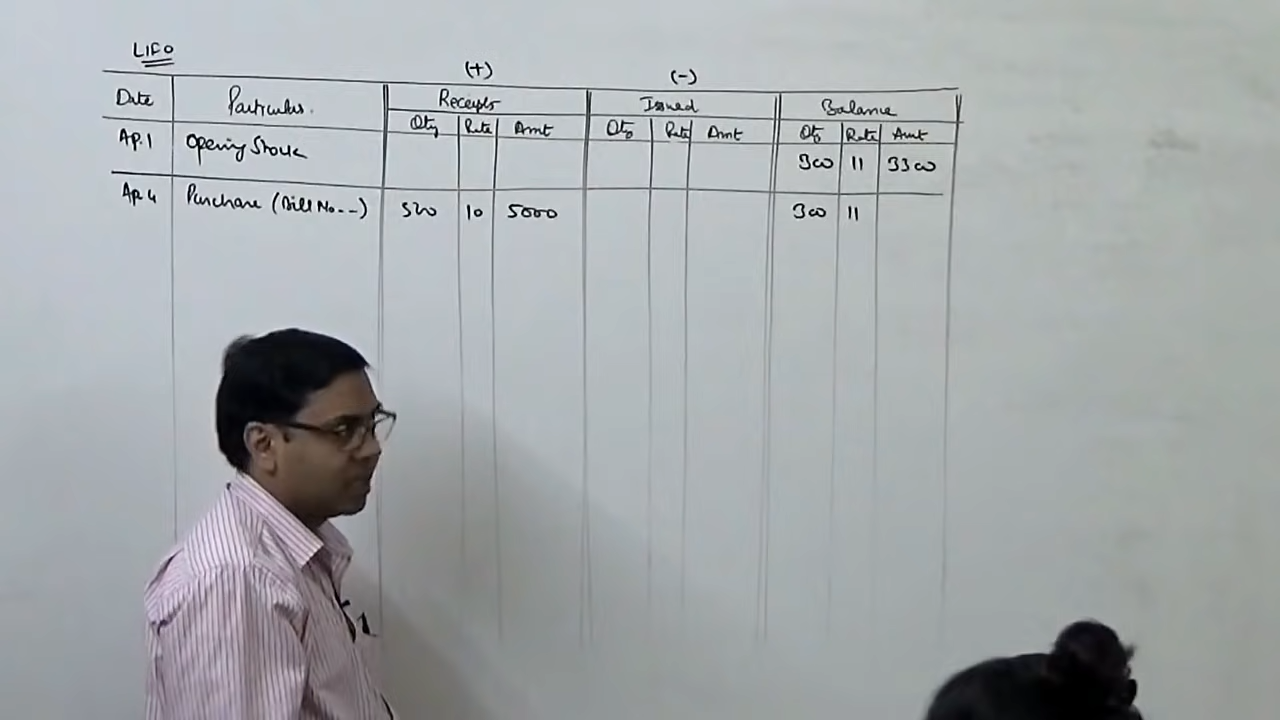 LIFO
(+) (-)
Date Particulars. Receipts Issued Balance
Qty Rate Amt Qty Rate Amt Qty Rate Amt
Ap. 1 Opening Stock 300 11 3300
Ap. 4 Purchase (Bill No. --) 500 10 5000 300 11